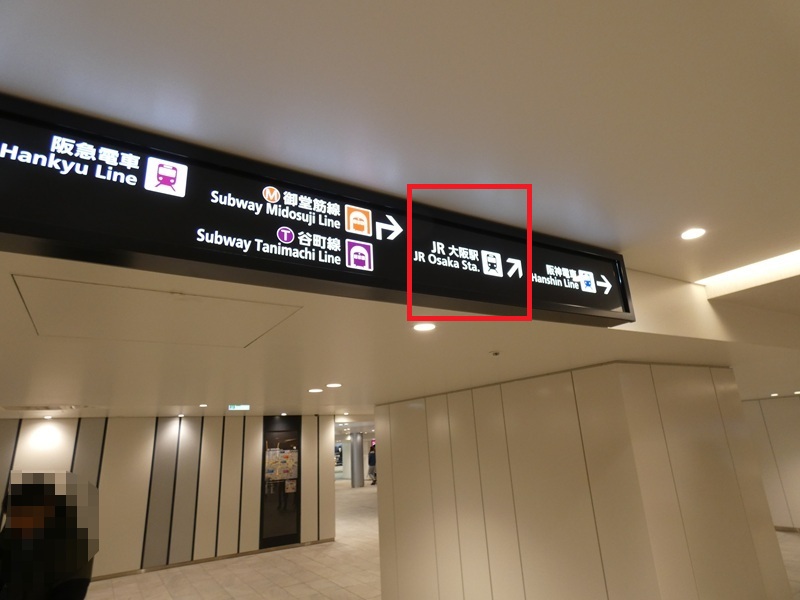 阪急電車
Hankyu Line
M 御堂筋線
Subway Midosuji Line
T 谷町線
Subway Tanimachi Line
JR 大阪駅
JR Osaka Sta.
阪神電車
Hanshin Line